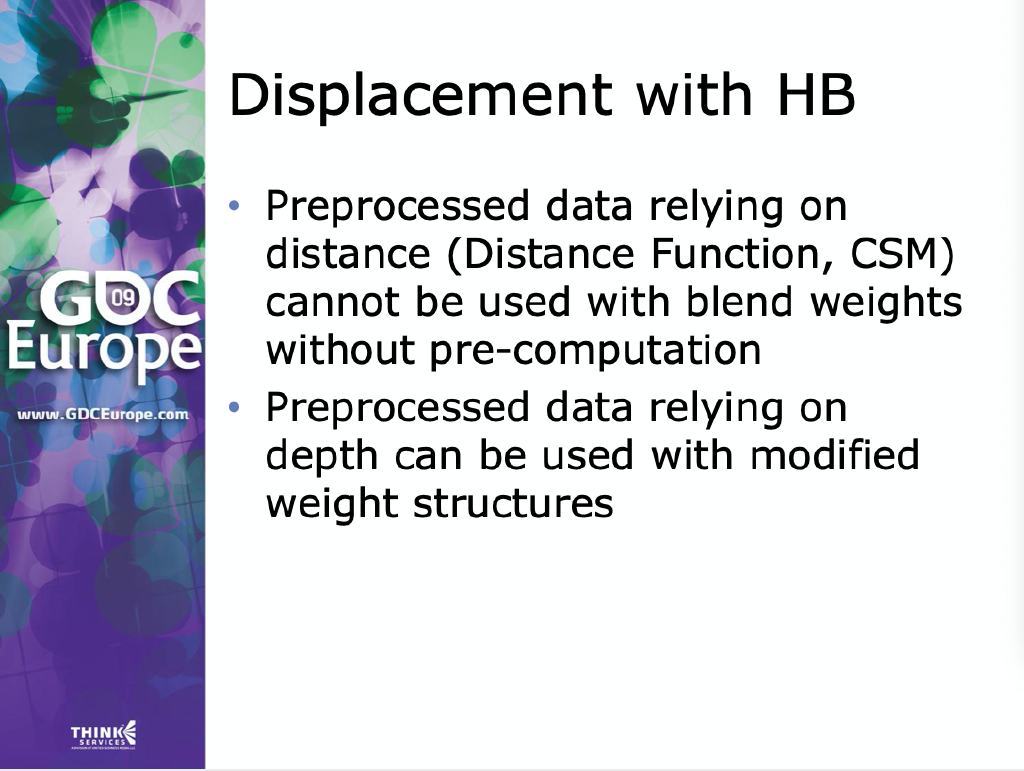 Displacement with HB
• Preprocessed data relying on
distance (Distance Function, CSM)
cannot be used with blend weights
without pre-computation
• Preprocessed data relying on
depth can be used with modified
weight structures
GDC
09
Europe
www.GDCEurope.com
THINK
SERVICES